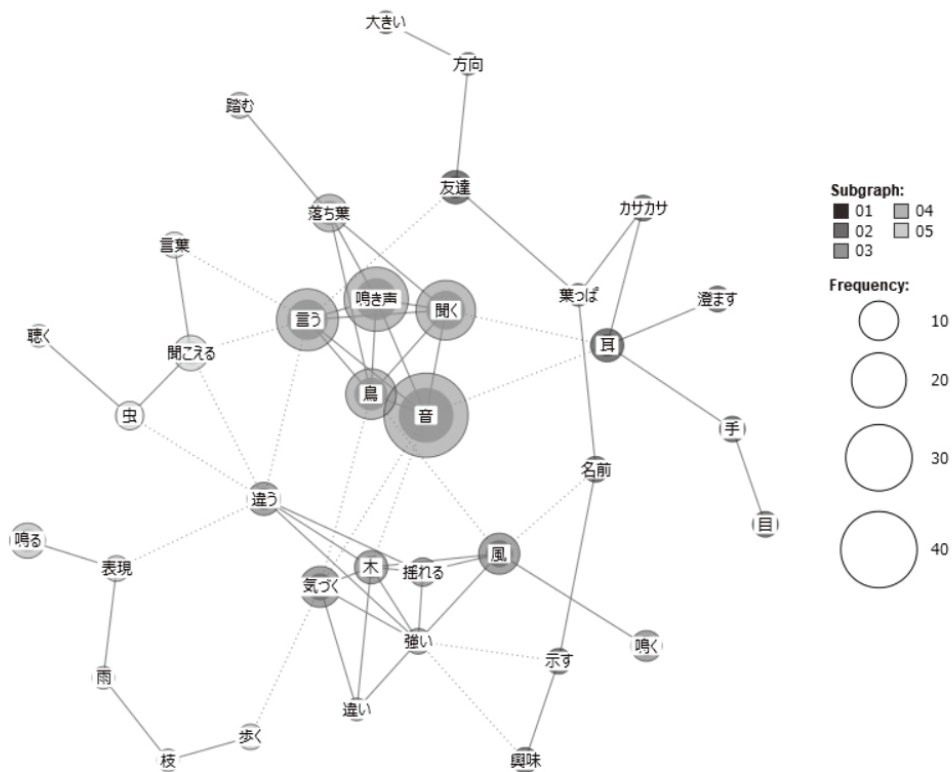 大きい
方向
踏む
友達
落ち葉
カサカサ
言葉
鳴き声
葉っぱ
澄ます
言う
聞く
聴く
聞こえる
耳
鳥
音
虫
手
名前
違う
目
鳴る
風
表現
木
揺れる
気づく
強い
鳴く
示す
雨
違い
歩く
枝
興味
Subgraph:
01
04
02
05
03
Frequency:
10
20
30
40